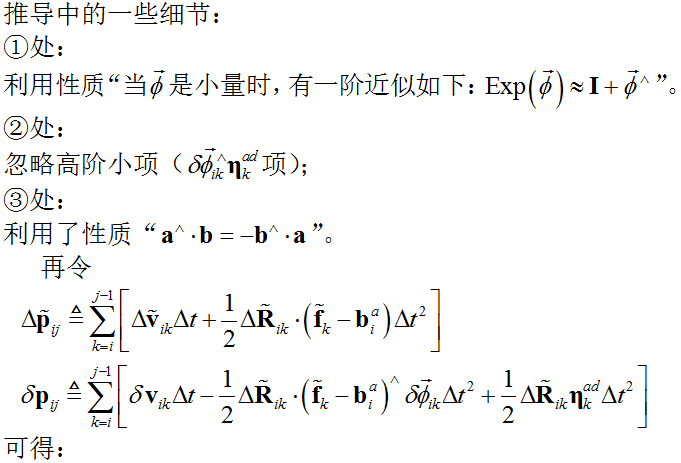 推导中的一些细节：
①处：
利用性质“当 $\vec{\phi}$ 是小量时，有一阶近似如下：$\mathrm{Exp}\left(\vec{\phi}\right) \approx \mathbf{I} + \vec{\phi}^{\wedge}$”。
②处：
忽略高阶小项（$\delta\vec{\phi}_{ik}^{\wedge}\boldsymbol{\eta}_{k}^{ad}$ 项）；
③处：
利用了性质“$\mathbf{a}^{\wedge} \cdot \mathbf{b} = -\mathbf{b}^{\wedge} \cdot \mathbf{a}$”。
再令
$\Delta\tilde{\mathbf{p}}_{ij} \triangleq \sum_{k=i}^{j-1}\left[\Delta\tilde{\mathbf{v}}_{ik}\Delta t + \frac{1}{2}\Delta\tilde{\mathbf{R}}_{ik} \cdot \left(\tilde{\mathbf{f}}_{k} - \mathbf{b}_{i}^{a}\right)\Delta t^{2}\right]$
$\delta\mathbf{p}_{ij} \triangleq \sum_{k=i}^{j-1}\left[\delta\mathbf{v}_{ik}\Delta t - \frac{1}{2}\Delta\tilde{\mathbf{R}}_{ik} \cdot \left(\tilde{\mathbf{f}}_{k} - \mathbf{b}_{i}^{a}\right)^{\wedge}\delta\vec{\phi}_{ik}\Delta t^{2} + \frac{1}{2}\Delta\tilde{\mathbf{R}}_{ik}\boldsymbol{\eta}_{k}^{ad}\Delta t^{2}\right]$
可得：